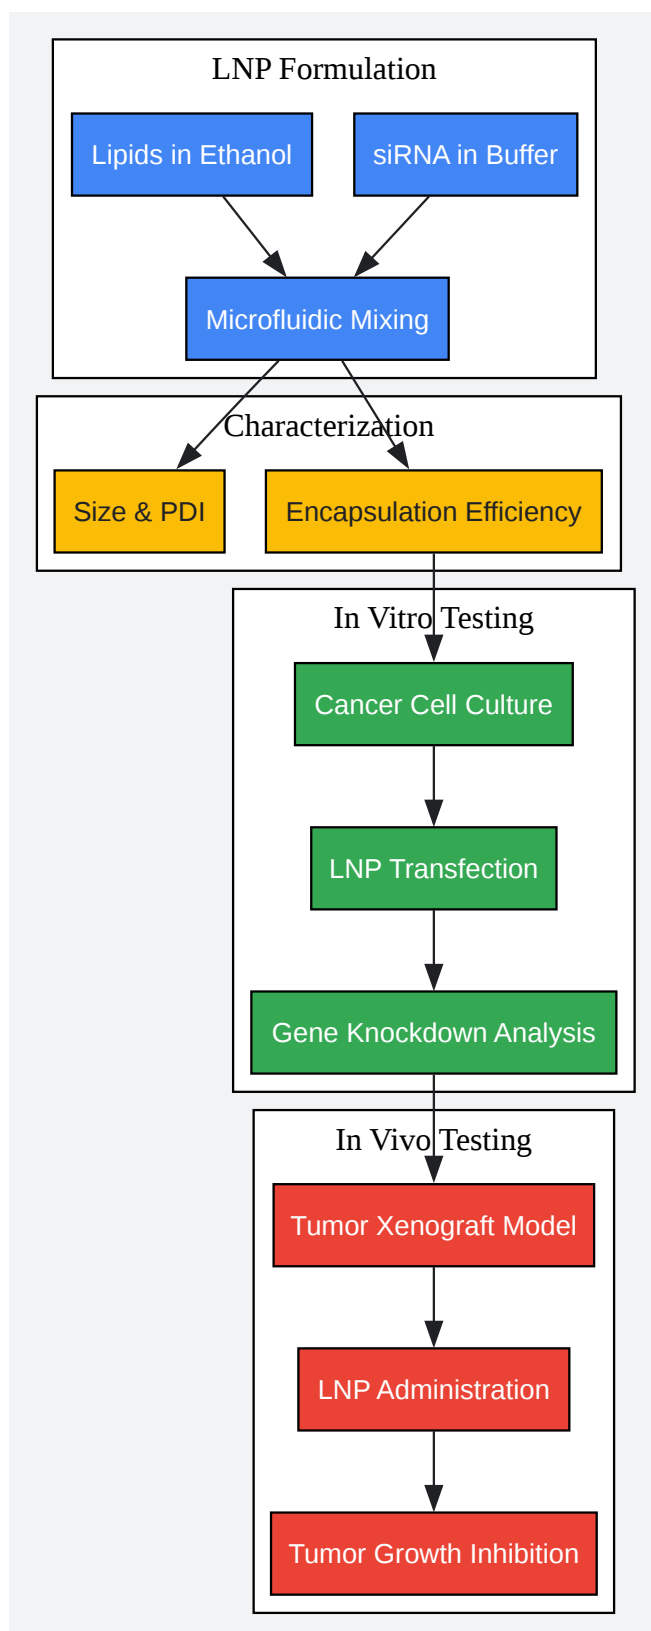 LNP Formulation
Lipids in Ethanol
siRNA in Buffer
Microfluidic Mixing
Characterization
Size & PDI
Encapsulation Efficiency
In Vitro Testing
Cancer Cell Culture
LNP Transfection
Gene Knockdown Analysis
In Vivo Testing
Tumor Xenograft Model
LNP Administration
Tumor Growth Inhibition